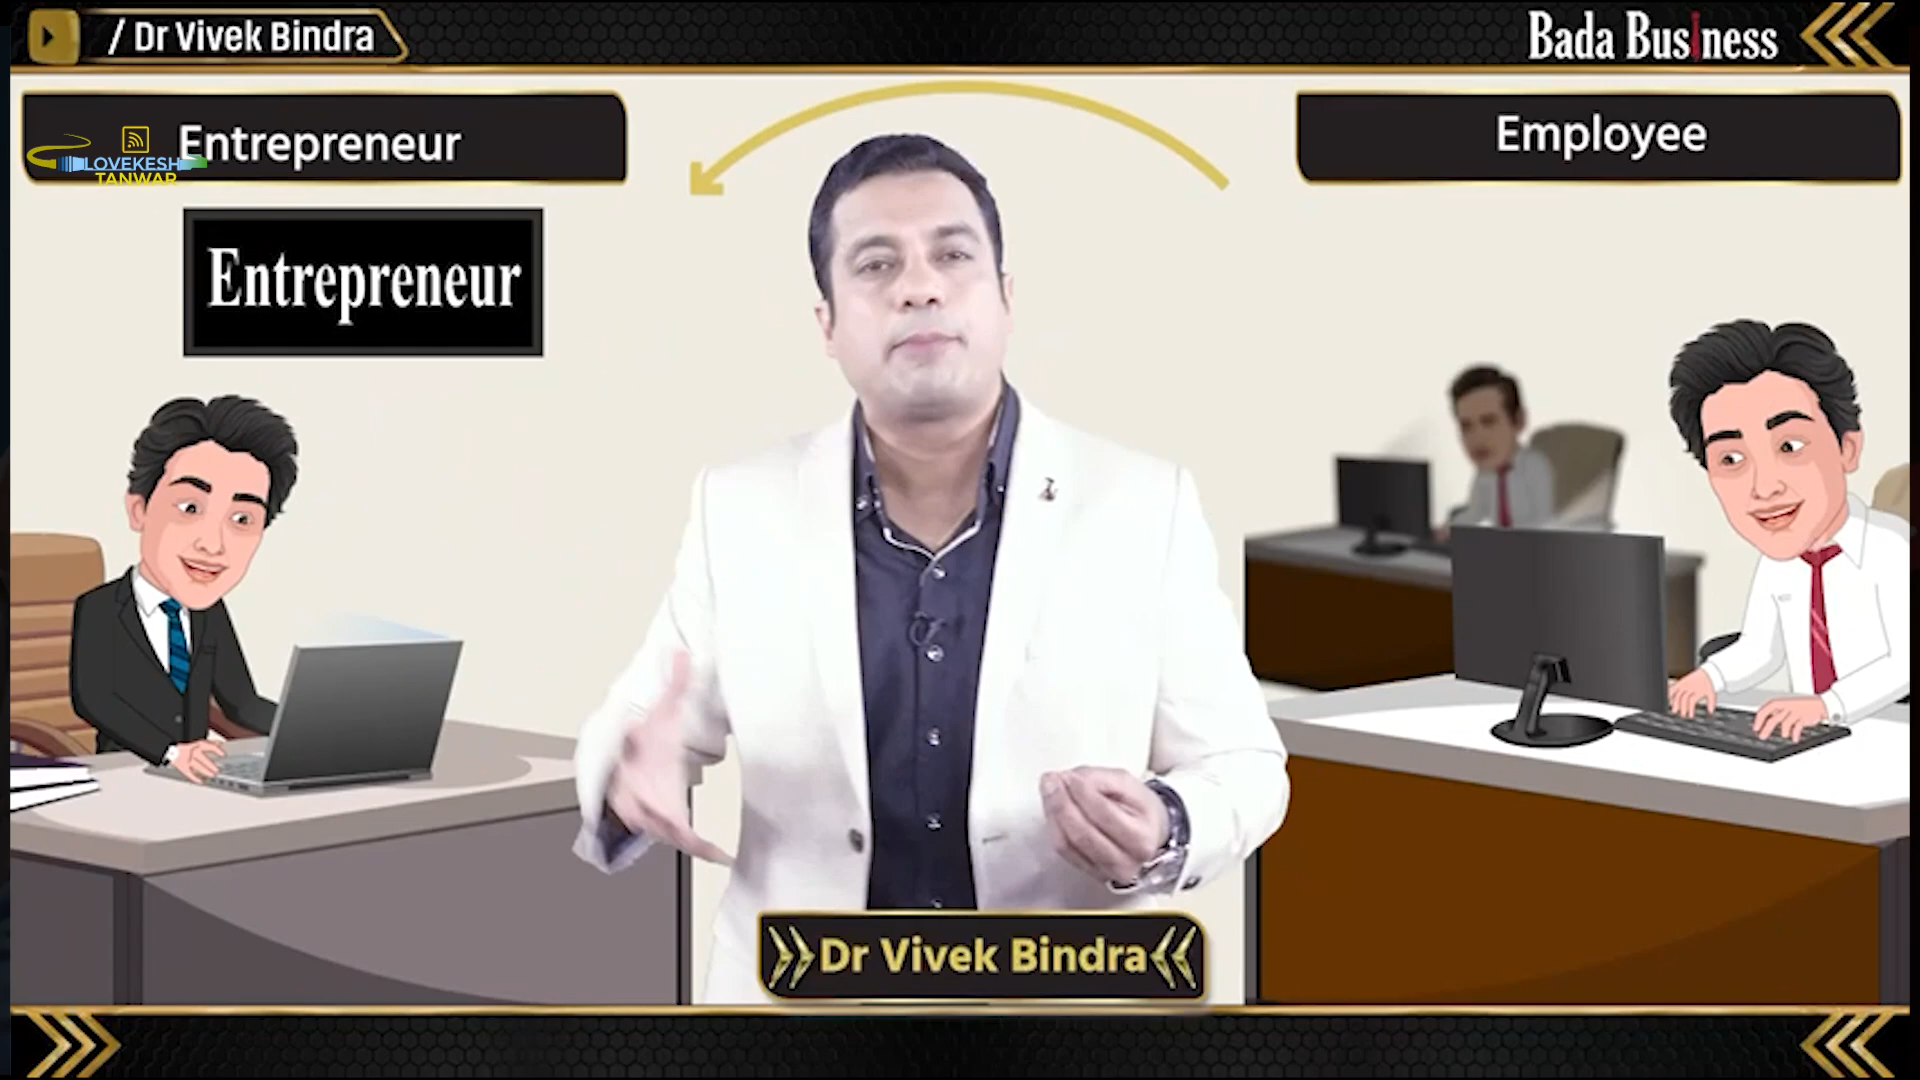 / Dr Vivek Bindra
Bada Business
Entrepreneur
Employee
LOVEKESH
TANWAR
Entrepreneur
Dr Vivek Bindra